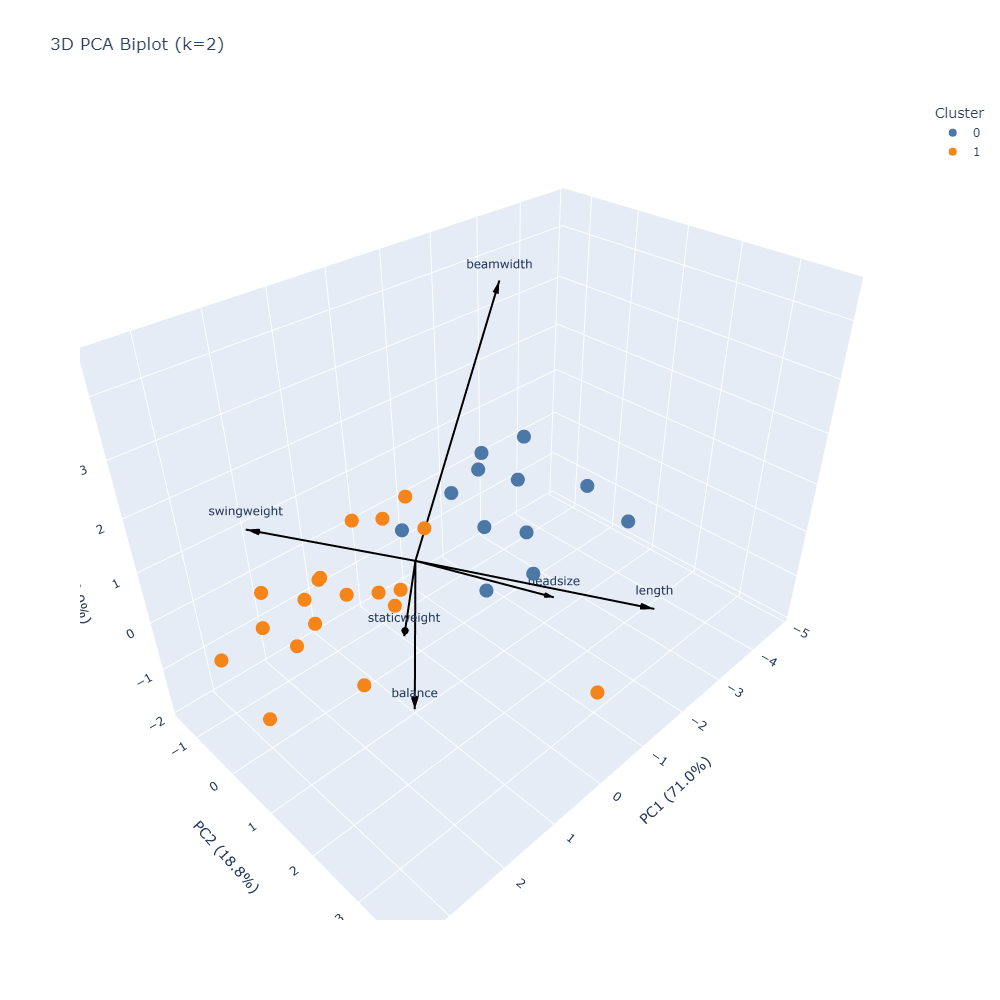 3D PCA Biplot (k=2)
Cluster
0
1
beamwidth
swingweight
headsize
length
staticweight
balance
3
2
1
0
−1
−2
−1
0
1
2
3
PC2 (18.8%)
−5
−4
−3
−2
−1
0
1
2
PC1 (71.0%)